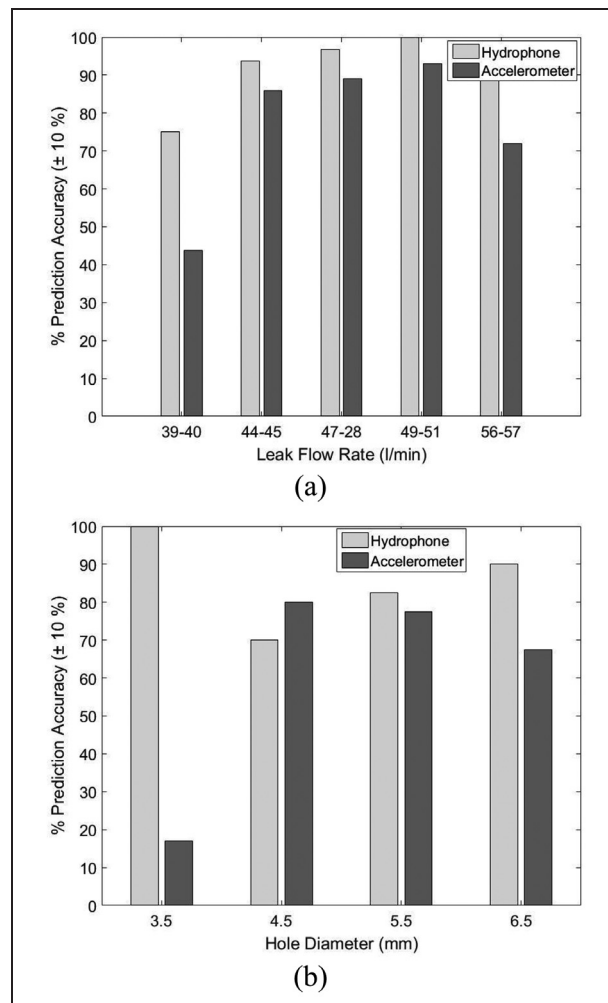 100
90
80
70
60
50
40
30
20
10
0
% Prediction Accuracy (± 10 %)
Hydrophone
Accelerometer
39-40 44-45 47-28 49-51 56-57
Leak Flow Rate (l/min)
(a)
100
90
80
70
60
50
40
30
20
10
0
% Prediction Accuracy (± 10 %)
Hydrophone
Accelerometer
3.5 4.5 5.5 6.5
Hole Diameter (mm)
(b)